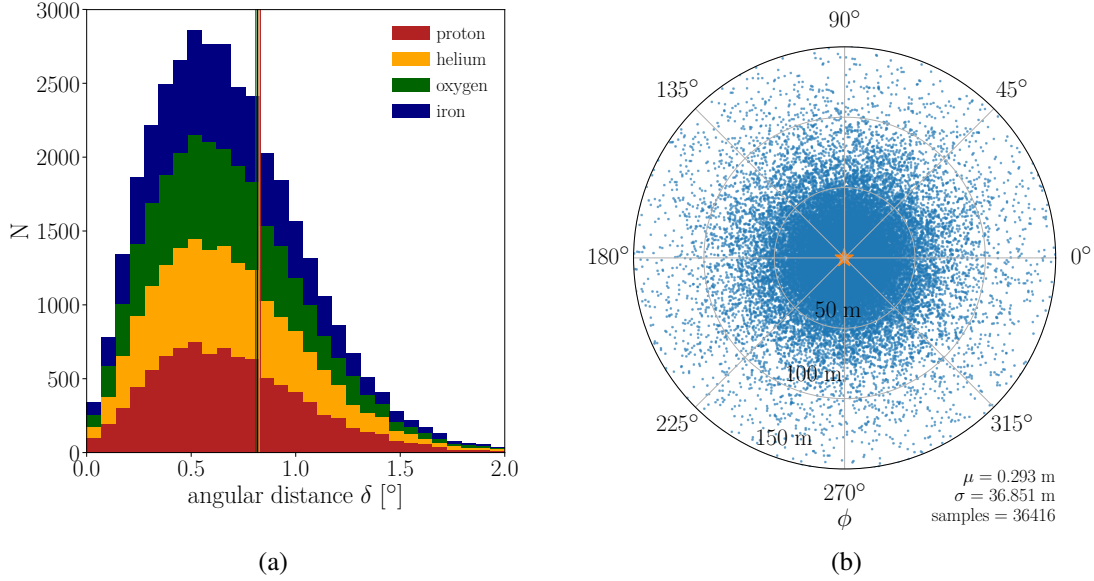 3000
2500
2000
1500
1000
500
0
N
0.0
0.5
1.0
1.5
2.0
angular distance δ [°]
proton
helium
oxygen
iron
(a)
90°
135°
45°
180°
0°
50 m
100 m
150 m
225°
315°
270°
ϕ
μ = 0.293 m
σ = 36.851 m
samples = 36416
(b)